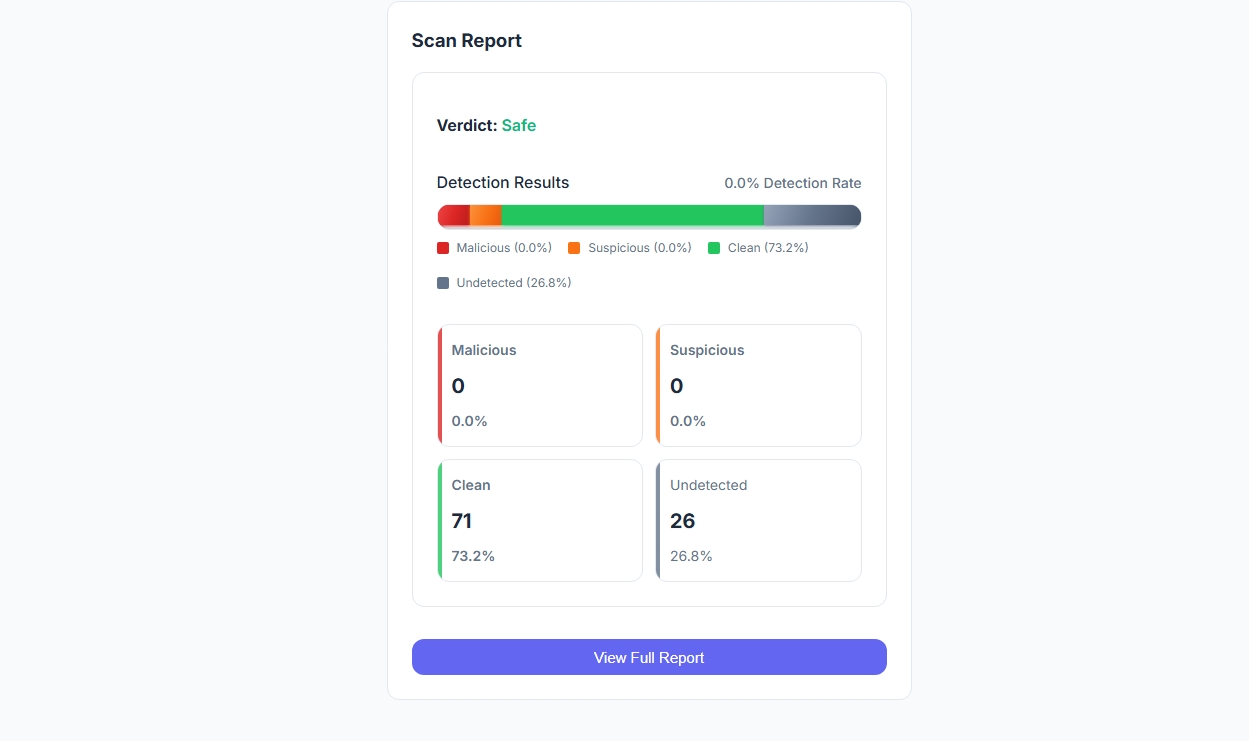 Scan Report
Verdict: Safe
Detection Results 0.0% Detection Rate
Malicious (0.0%) Suspicious (0.0%) Clean (73.2%)
Undetected (26.8%)
Malicious
0
0.0%
Suspicious
0
0.0%
Clean
71
73.2%
Undetected
26
26.8%
View Full Report